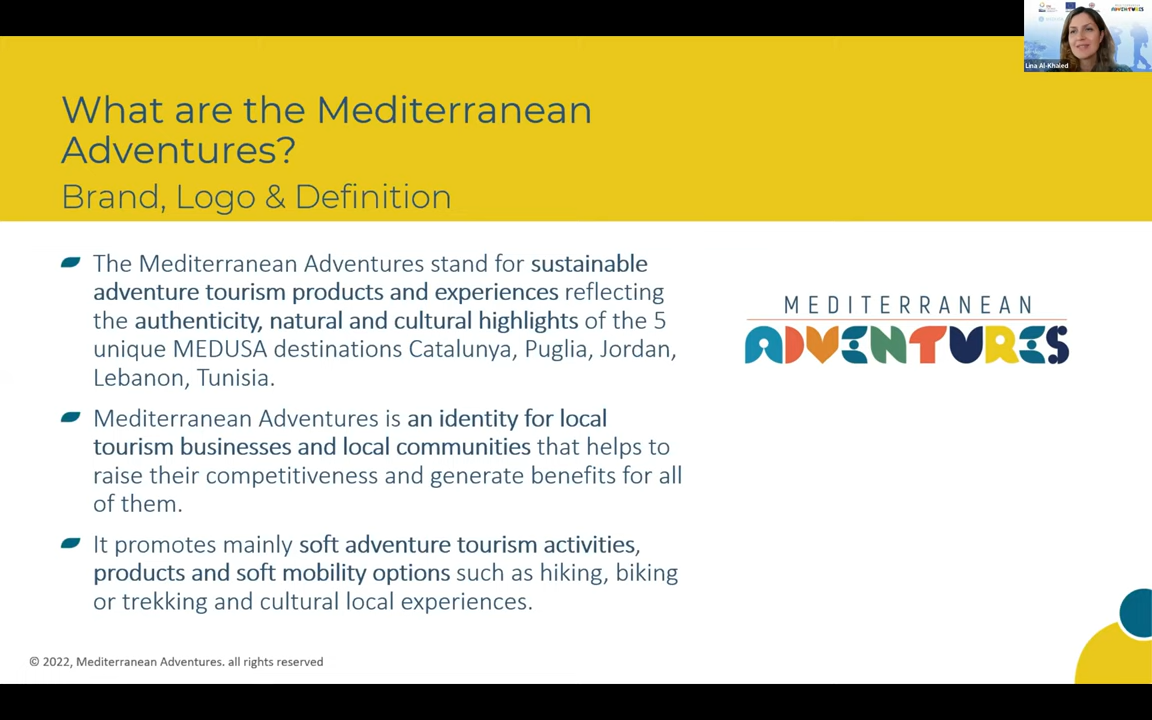 Lina Al-Khaled
What are the Mediterranean
Adventures?
Brand, Logo & Definition
The Mediterranean Adventures stand for sustainable
adventure tourism products and experiences reflecting
the authenticity, natural and cultural highlights of the 5
unique MEDUSA destinations Catalunya, Puglia, Jordan,
Lebanon, Tunisia.
Mediterranean Adventures is an identity for local
tourism businesses and local communities that helps to
raise their competitiveness and generate benefits for all
of them.
It promotes mainly soft adventure tourism activities,
products and soft mobility options such as hiking, biking
or trekking and cultural local experiences.
MEDITERRANEAN
ADVENTURES
© 2022, Mediterranean Adventures. all rights reserved